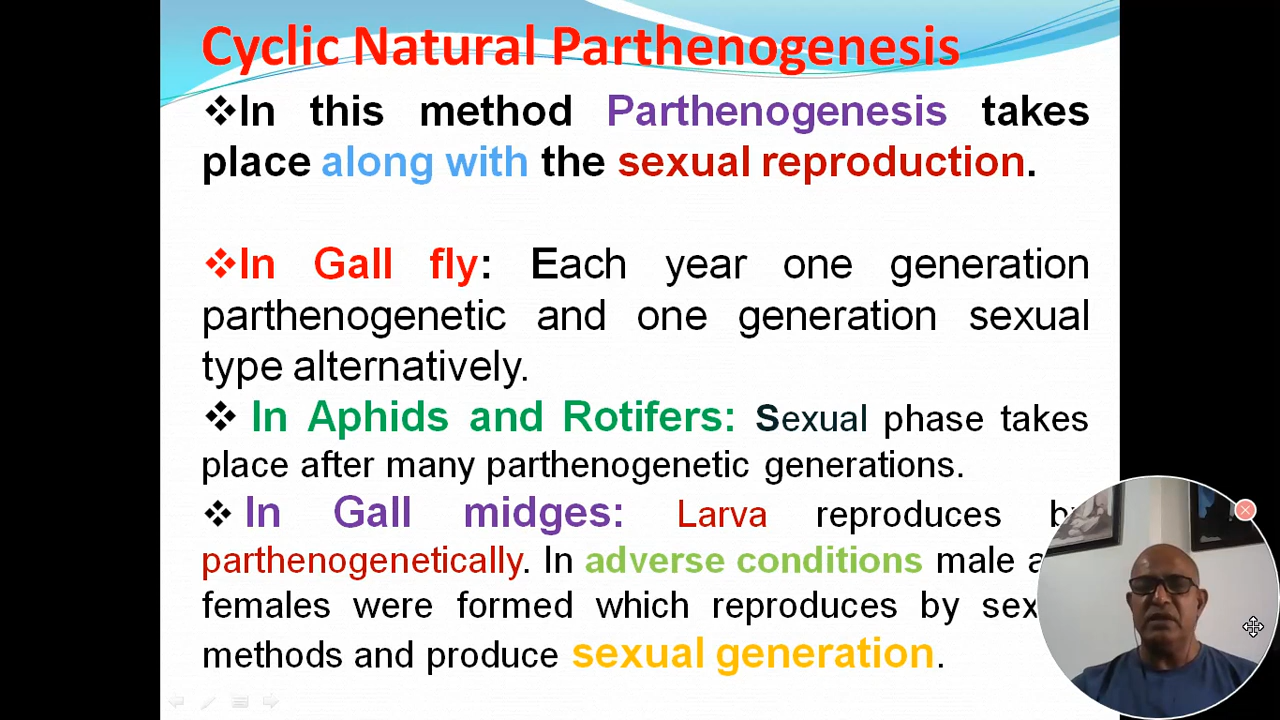 Cyclic Natural Parthenogenesis
❖In this method Parthenogenesis takes
place along with the sexual reproduction.
❖In Gall fly: Each year one generation
parthenogenetic and one generation sexual
type alternatively.
❖ In Aphids and Rotifers: Sexual phase takes
place after many parthenogenetic generations.
❖ In Gall midges: Larva reproduces
parthenogenetically. In adverse conditions male
females were formed which reproduces by
methods and produce sexual generation.